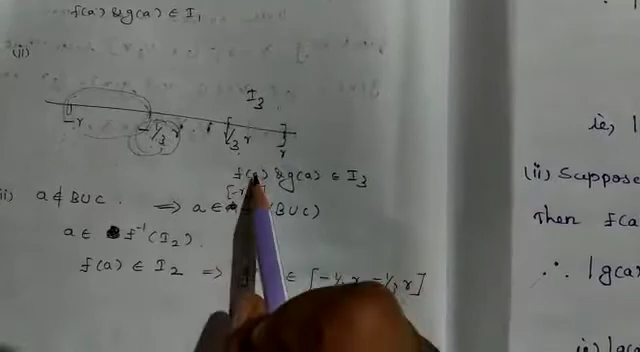 f(a) & g(a) ∈ I₁
(ii)
I₃
-r -1/3 r 1/3 r r
f(a) & g(a) ∈ I₃
a ∉ B∪C. ⇒ a ∈ (B∪C)
a ∈ f⁻¹(I₂).
f(a) ∈ I₂ ⇒ ∈ [-1/3 r, -1/3 r]
ie, |
(ii) Suppose
Then f(a
∴ |g(a)
ie) |g(a